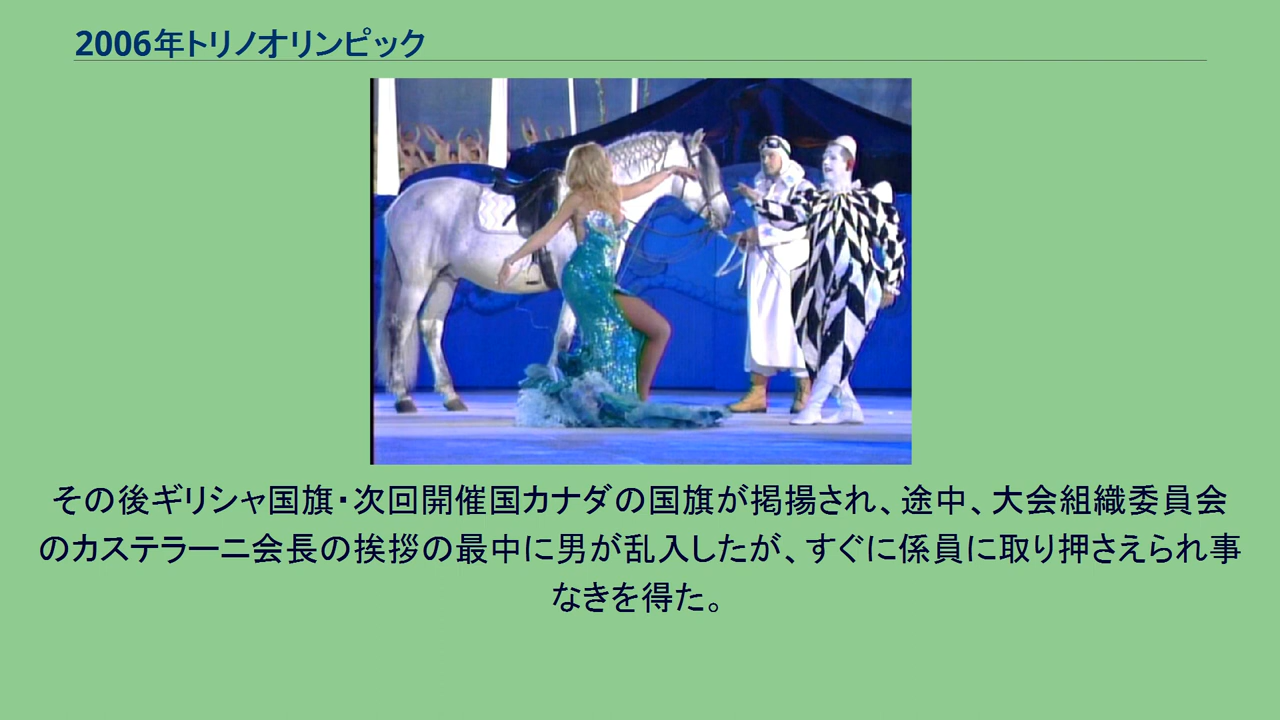 2006年トリノオリンピック
その後ギリシャ国旗・次回開催国カナダの国旗が掲揚され、途中、大会組織委員会
のカステラーニ会長の挨拶の最中に男が乱入したが、すぐに係員に取り押さえられ事
なきを得た。